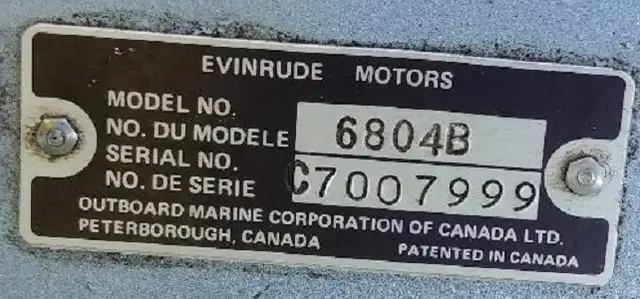 EVINRUDE MOTORS
MODEL NO.
NO. DU MODELE 6804B
SERIAL NO.
NO. DE SERIE C7007999
OUTBOARD MARINE CORPORATION OF CANADA LTD.
PETERBOROUGH, CANADA PATENTED IN CANADA